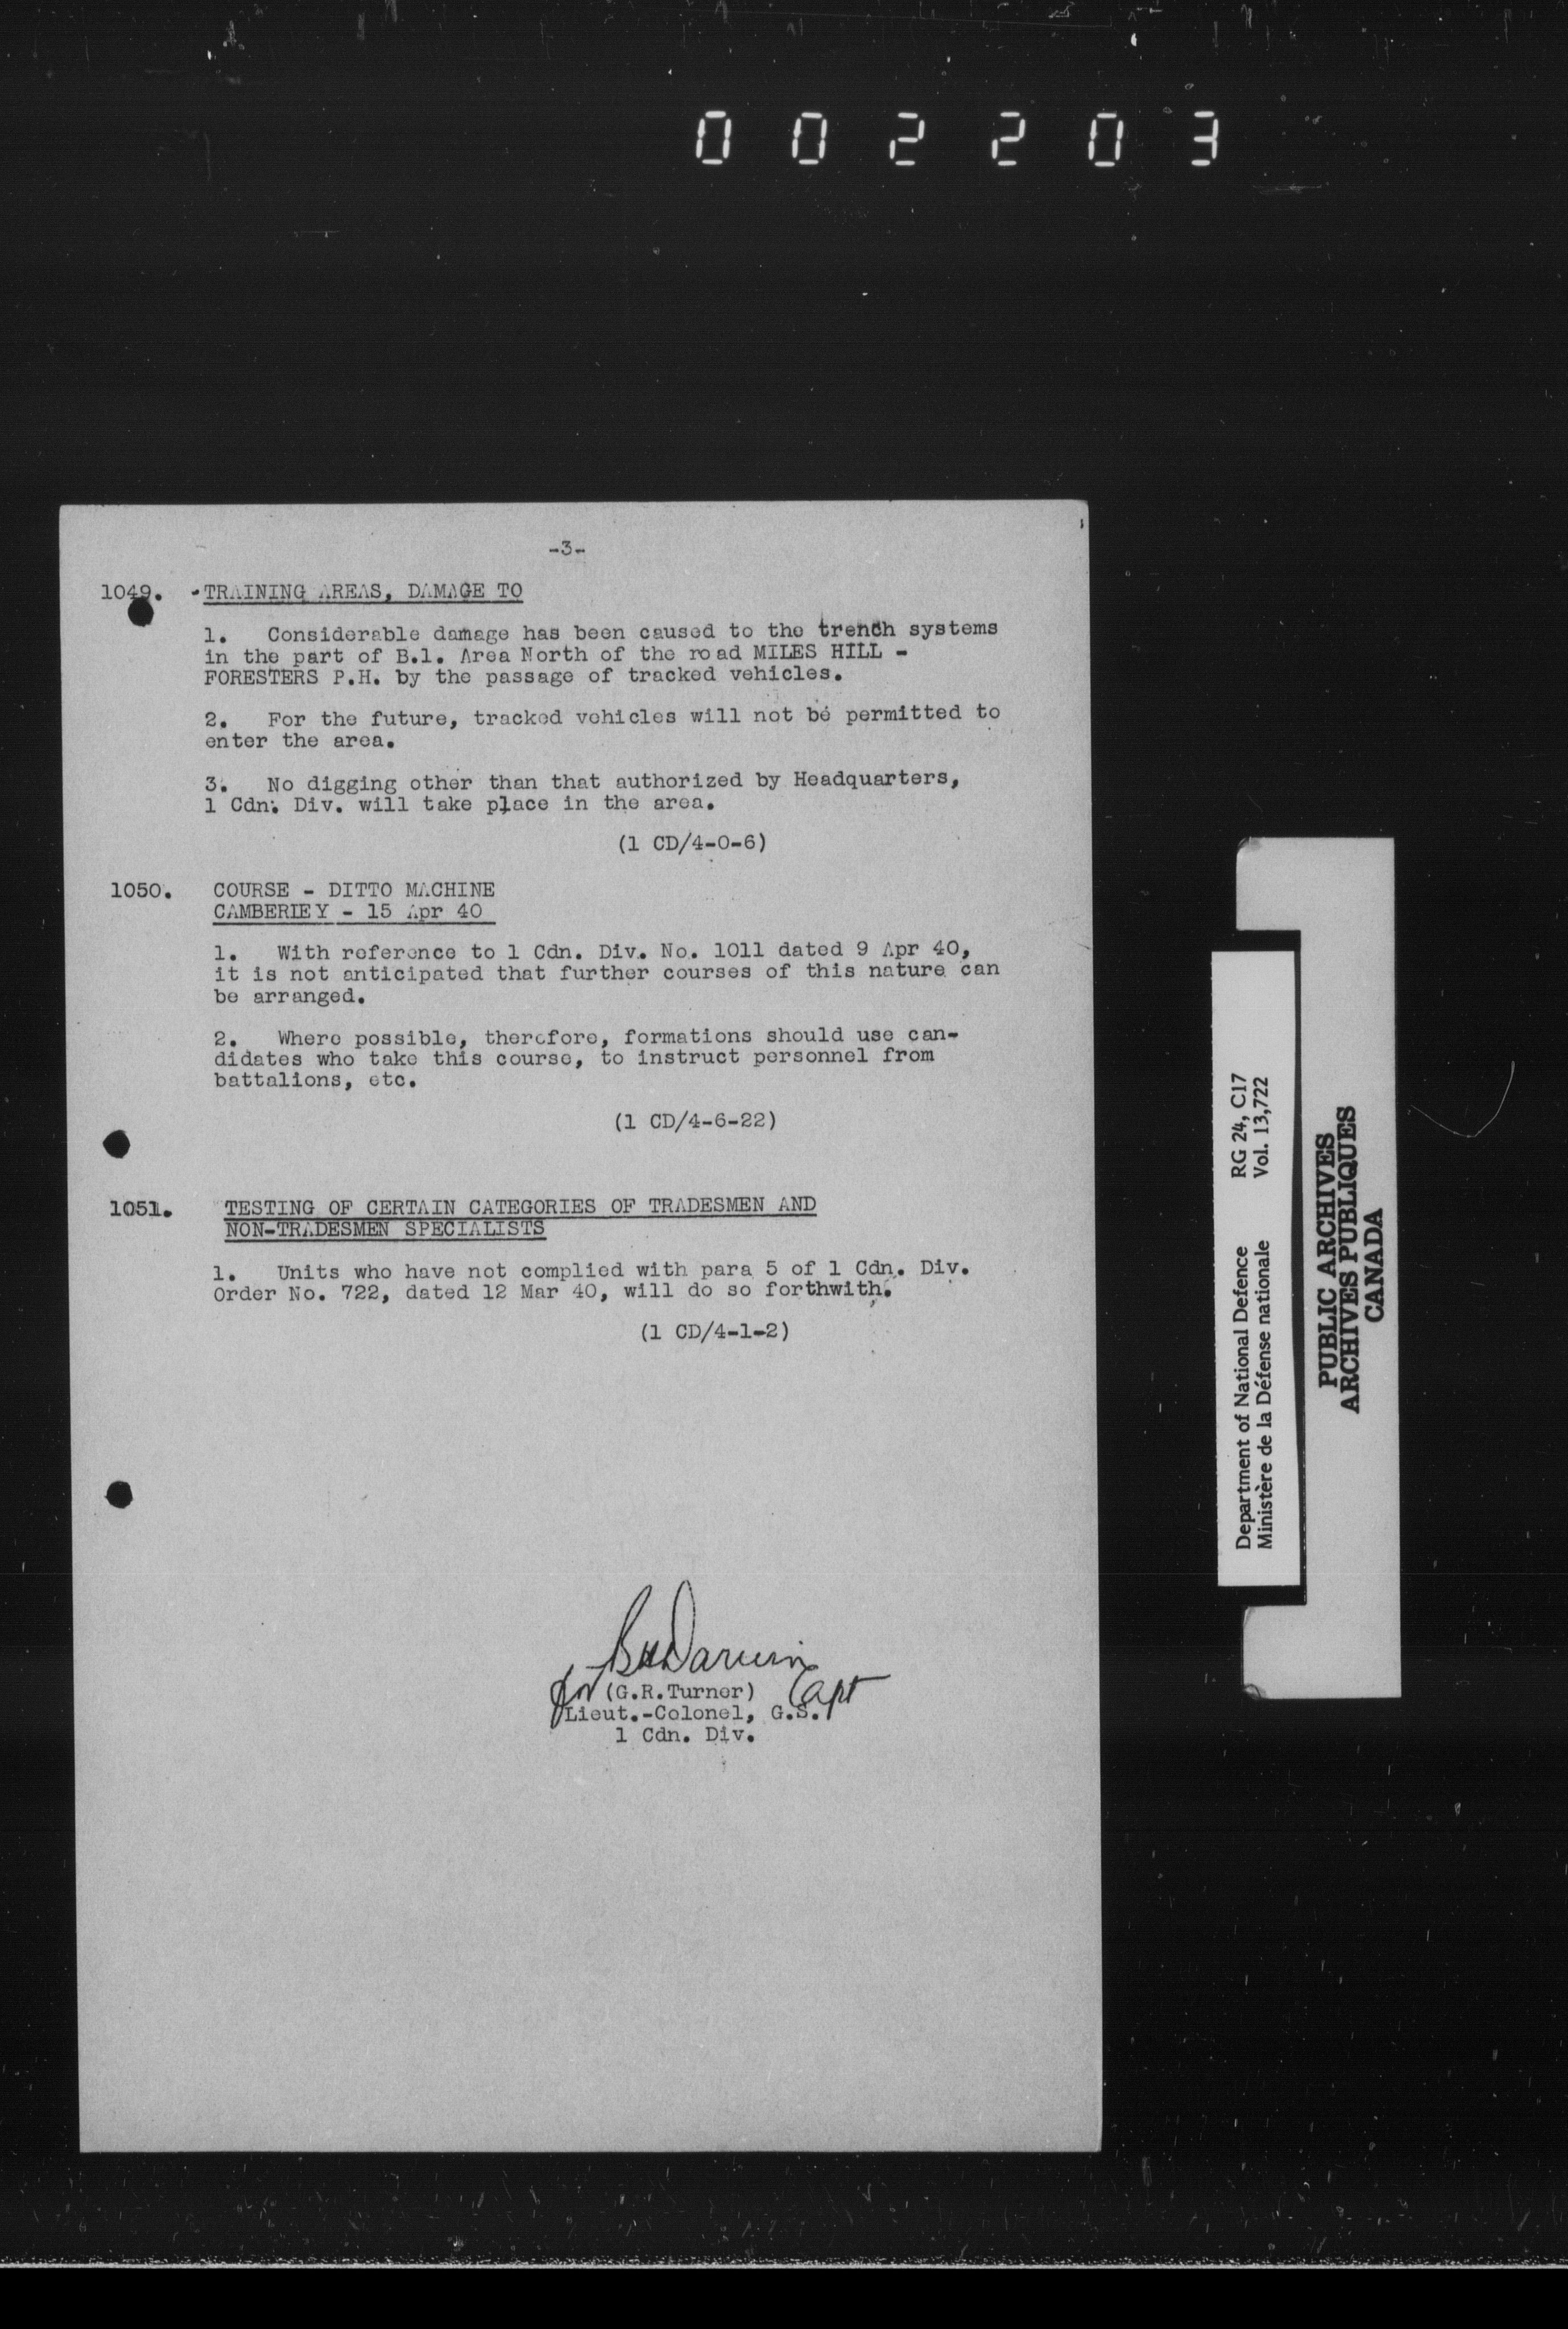 0 0 2 2 0 3
-3-
1049. -TRAINING AREAS, DAMAGE TO
1. Considerable damage has been caused to the trench systems
in the part of B.1. Area North of the road MILES HILL -
FORESTERS P.H. by the passage of tracked vehicles.
2. For the future, tracked vehicles will not be permitted to
enter the area.
3. No digging other than that authorized by Headquarters,
1 Cdn. Div. will take place in the area.
(1 CD/4-0-6)
1050. COURSE - DITTO MACHINE
CAMBERLEY - 15 Apr 40
1. With reference to 1 Cdn. Div. No. 1011 dated 9 Apr 40,
it is not anticipated that further courses of this nature can
be arranged.
2. Where possible, therefore, formations should use can-
didates who take this course, to instruct personnel from
battalions, etc.
(1 CD/4-6-22)
1051. TESTING OF CERTAIN CATEGORIES OF TRADESMEN AND
NON-TRADESMEN SPECIALISTS
1. Units who have not complied with para 5 of 1 Cdn. Div.
Order No. 722, dated 12 Mar 40, will do so forthwith.
(1 CD/4-1-2)
Darwin
for (G.R.Turner) Capt
Lieut.-Colonel, G.S.
1 Cdn. Div.
Department of National Defence RG 24, C17
Ministère de la Défense nationale Vol. 13,722
PUBLIC ARCHIVES
ARCHIVES PUBLIQUES
CANADA